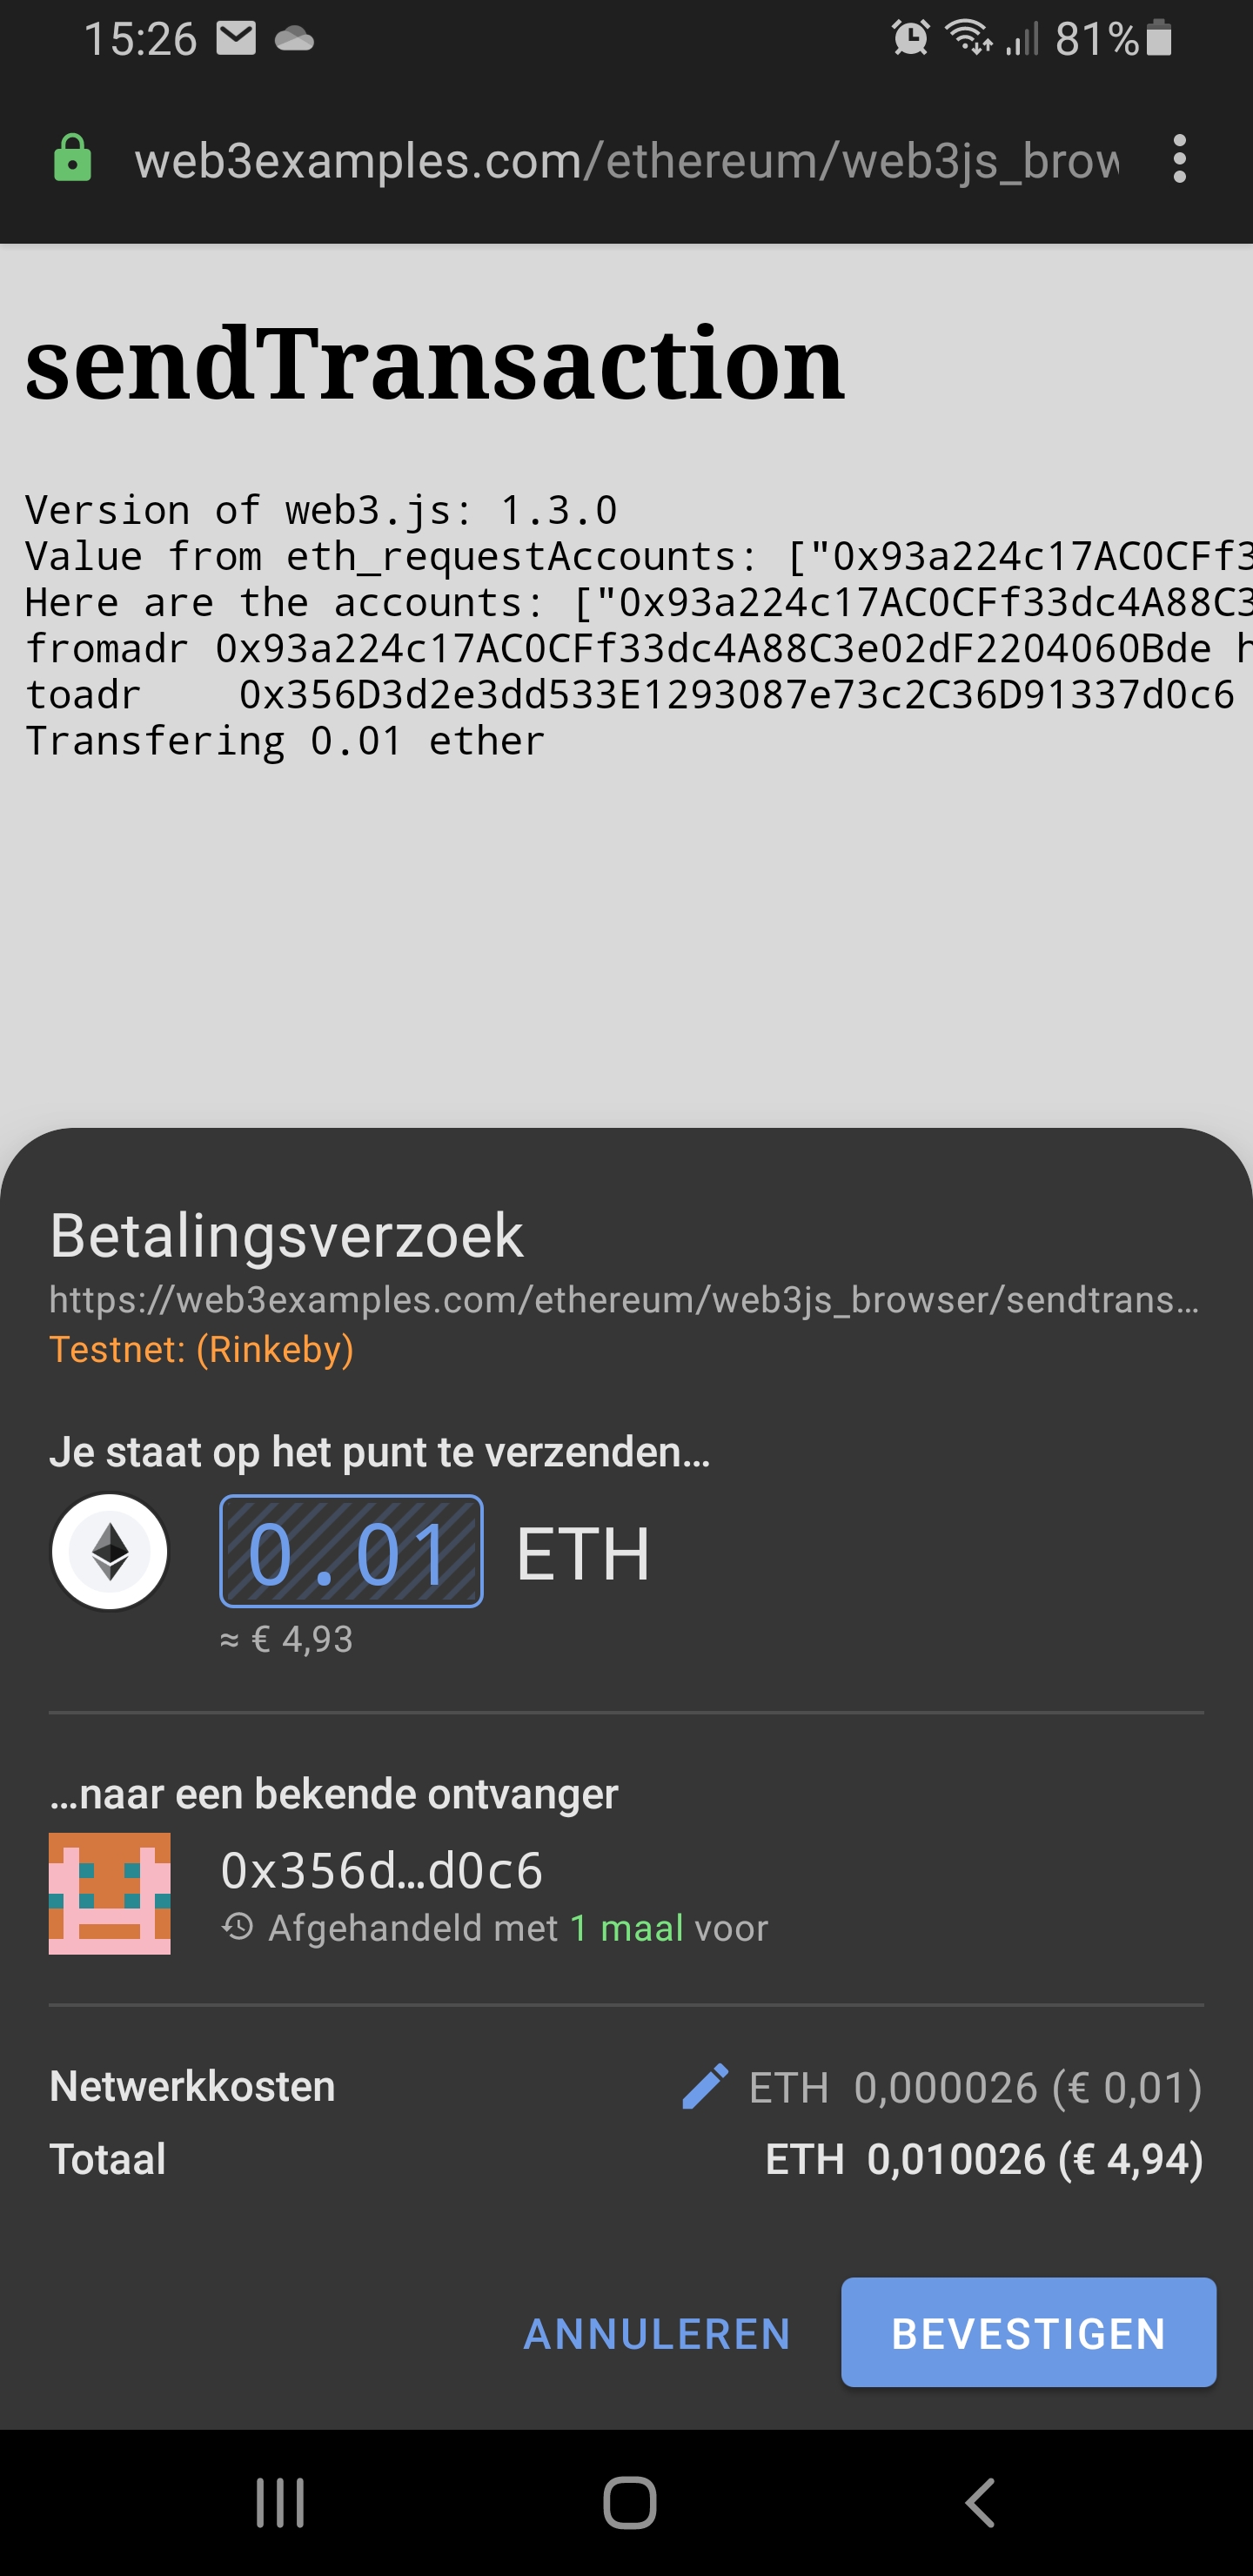 15:26
81%
web3examples.com/ethereum/web3js_brow
sendTransaction
Version of web3.js: 1.3.0
Value from eth_requestAccounts: ["0x93a224c17AC0CFf3
Here are the accounts: ["0x93a224c17AC0CFf33dc4A88C3
fromadr 0x93a224c17AC0CFf33dc4A88C3e02dF2204060Bde h
toadr    0x356D3d2e3dd533E1293087e73c2C36D91337d0c6
Transfering 0.01 ether
Betalingsverzoek
https://web3examples.com/ethereum/web3js_browser/sendtrans...
Testnet: (Rinkeby)
Je staat op het punt te verzenden...
0.01 ETH
≈ € 4,93
...naar een bekende ontvanger
0x356d...d0c6
Afgehandeld met 1 maal voor
Netwerkkosten ETH 0,000026 (€ 0,01)
Totaal ETH 0,010026 (€ 4,94)
ANNULEREN BEVESTIGEN